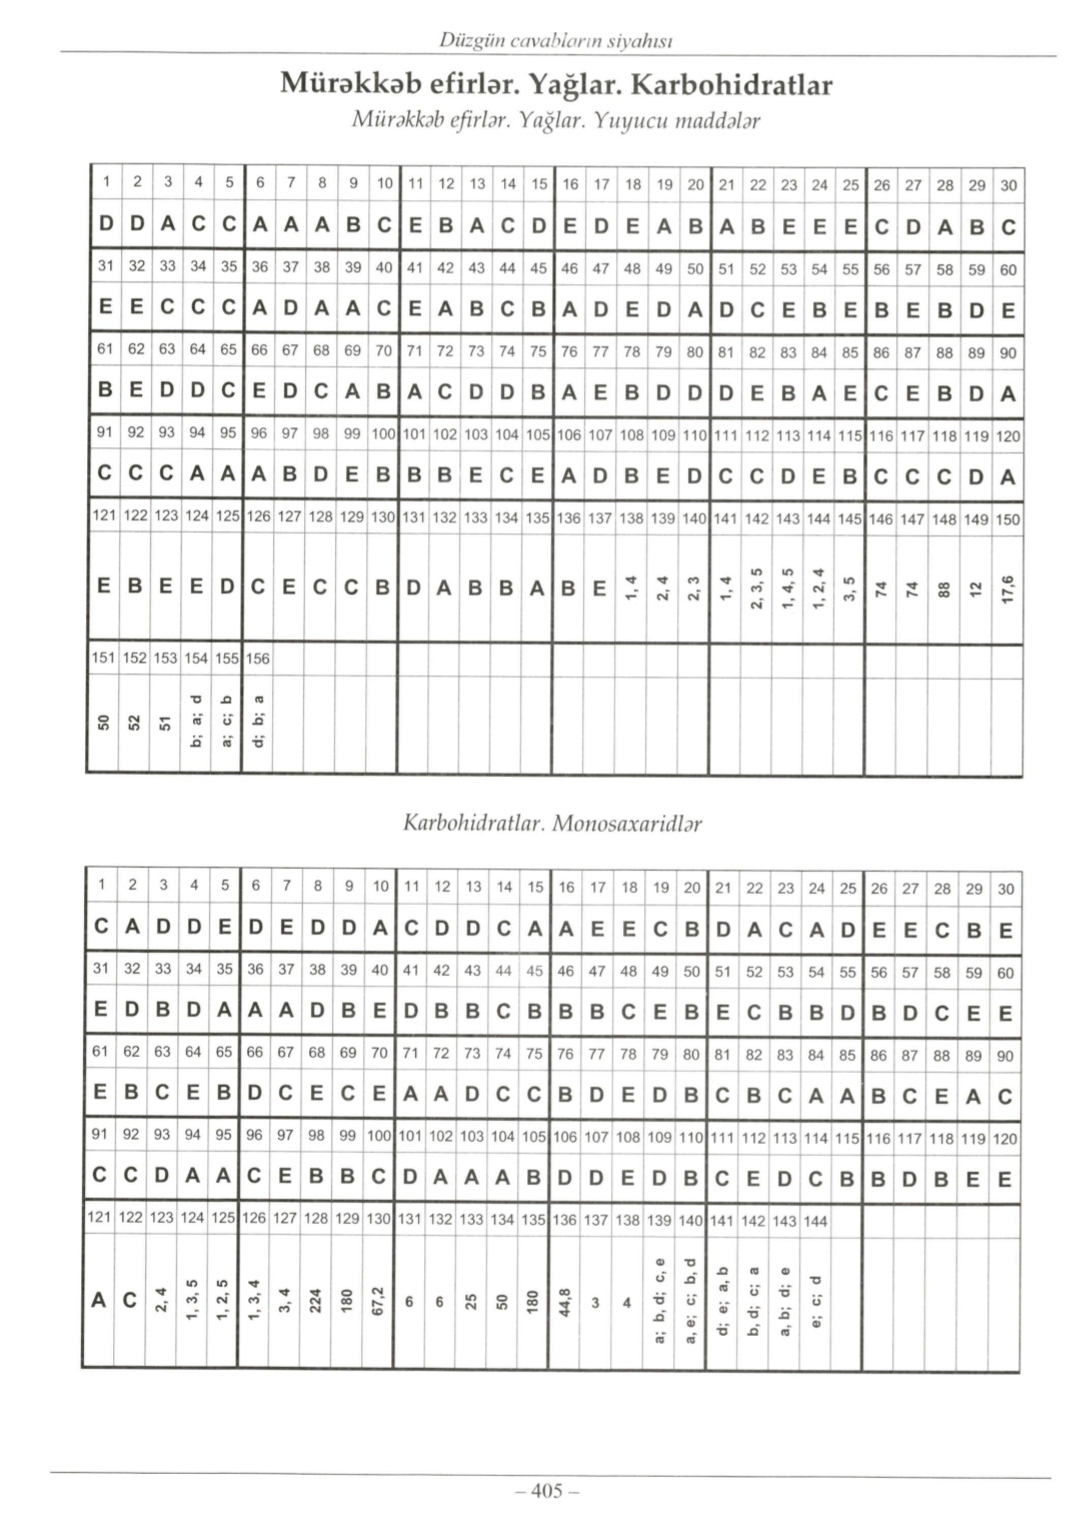 Düzgün cavabların siyahısı
Mürəkkəb efirlər. Yağlar. Karbohidratlar
Mürəkkəb efirlər. Yağlar. Yuyucu maddələr
1 2 3 4 5 6 7 8 9 10 11 12 13 14 15 16 17 18 19 20 21 22 23 24 25 26 27 28 29 30
D D A C C A A A B C E B A C D E D E A B A B E E E C D A B C
31 32 33 34 35 36 37 38 39 40 41 42 43 44 45 46 47 48 49 50 51 52 53 54 55 56 57 58 59 60
E E C C C A D A A C E A B C B A D E D A D C E B E B E B D E
61 62 63 64 65 66 67 68 69 70 71 72 73 74 75 76 77 78 79 80 81 82 83 84 85 86 87 88 89 90
B E D D C E D C A B A C D D B A E B D D D E B A E C E B D A
91 92 93 94 95 96 97 98 99 100 101 102 103 104 105 106 107 108 109 110 111 112 113 114 115 116 117 118 119 120
C C C A A A B D E B B B E C E A D B E D C C D E B C C C D A
121 122 123 124 125 126 127 128 129 130 131 132 133 134 135 136 137 138 139 140 141 142 143 144 145 146 147 148 149 150
E B E E D C E C C B D A B B A B E 1, 4 2, 4 2, 3 1, 4 2, 3, 5 1, 4, 5 1, 2, 4 3, 5 74 74 88 12 17,6
151 152 153 154 155 156
50 52 51 b; a; d a; c; b d; b; a
Karbohidratlar. Monosaxaridlər
1 2 3 4 5 6 7 8 9 10 11 12 13 14 15 16 17 18 19 20 21 22 23 24 25 26 27 28 29 30
C A D D E D E D D A C D D C A A E E C B D A C A D E E C B E
31 32 33 34 35 36 37 38 39 40 41 42 43 44 45 46 47 48 49 50 51 52 53 54 55 56 57 58 59 60
E D B D A A A D B E D B B C B B B C E B E C B B D B D C E E
61 62 63 64 65 66 67 68 69 70 71 72 73 74 75 76 77 78 79 80 81 82 83 84 85 86 87 88 89 90
E B C E B D C E C E A A D C C B D E D B C B C A A B C E A C
91 92 93 94 95 96 97 98 99 100 101 102 103 104 105 106 107 108 109 110 111 112 113 114 115 116 117 118 119 120
C C D A A C E B B C D A A A B D D E D B C E D C B B D B E E
121 122 123 124 125 126 127 128 129 130 131 132 133 134 135 136 137 138 139 140 141 142 143 144
A C 2, 4 1, 3, 5 1, 2, 5 1, 3, 4 3, 4 224 180 67,2 6 6 25 50 180 44,8 3 4 a; b, d; c, e a, e; c; b, d d; e; a, b b, d; c; a a, b; d; e e; c; d
– 405 –